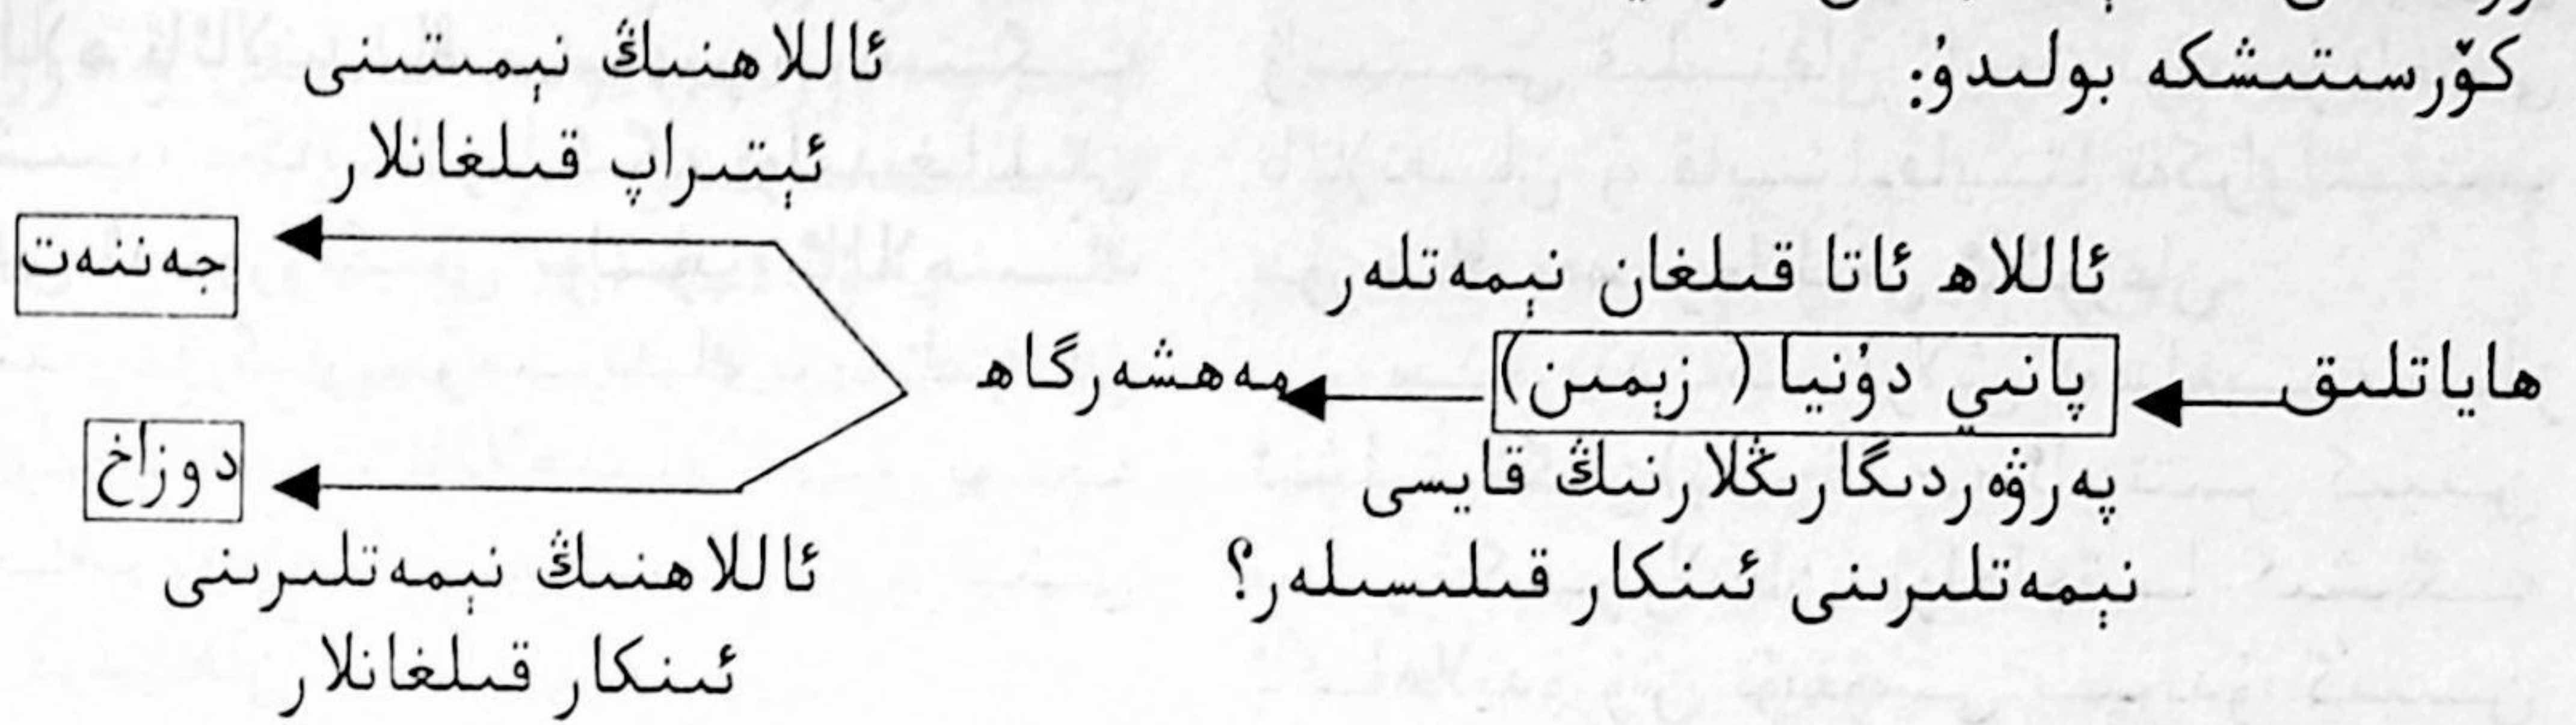 كۆرسىتىشكە بولىدۇ:
ئاللاھ ئاتا قىلغان نېمەتلەر
ھاياتلىق
پانىي دۇنيا ( زېمىن)
پەرۋەردىگارىڭلارنىڭ قايسى
نېمەتلىرىنى ئىنكار قىلىسىلەر؟
مەھشەرگاھ
ئاللاھنىڭ نېمىتىنى
ئېتىراپ قىلغانلار
جەننەت
دوزاخ
ئاللاھنىڭ نېمەتلىرىنى
ئىنكار قىلغانلار